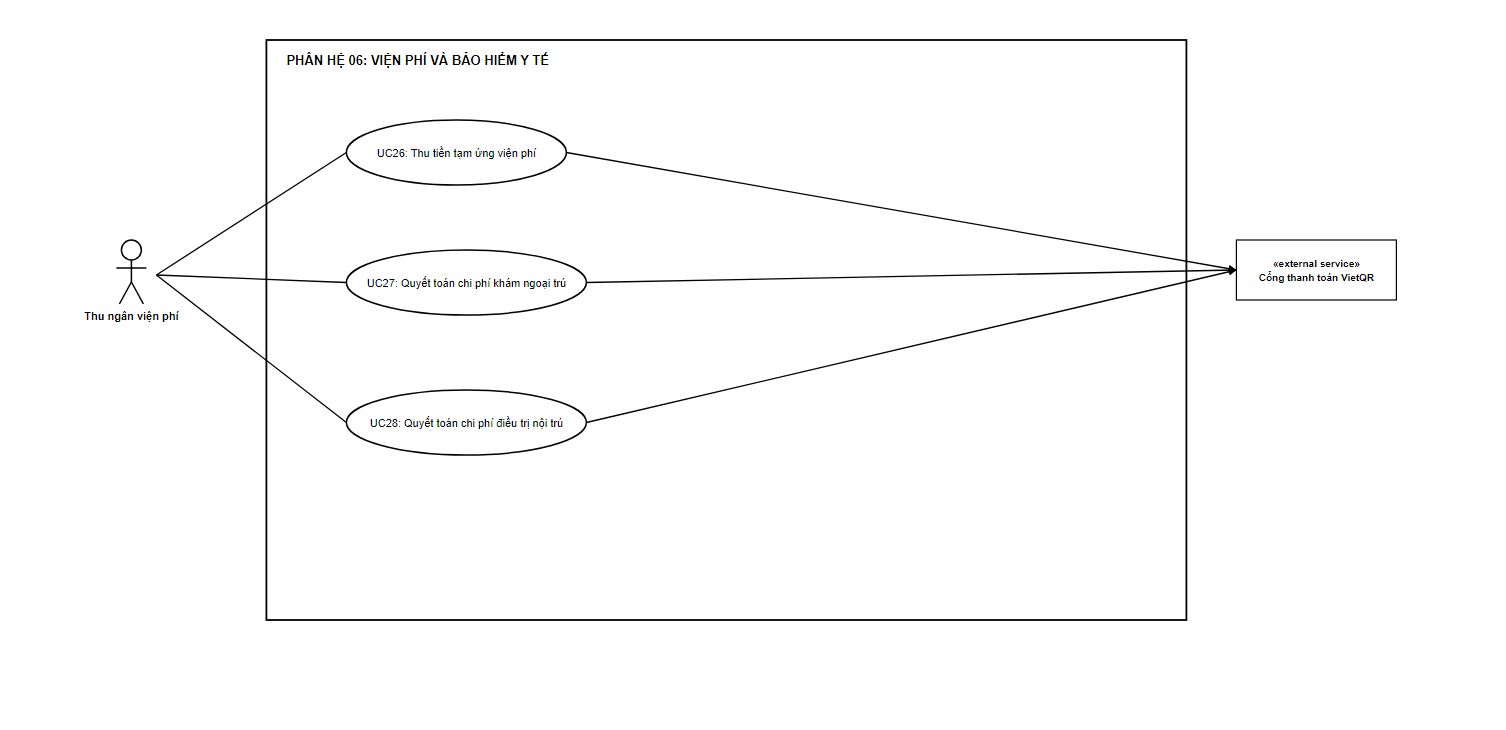 PHÂN HỆ 06: VIỆN PHÍ VÀ BẢO HIỂM Y TẾ
UC26: Thu tiền tạm ứng viện phí
UC27: Quyết toán chi phí khám ngoại trú
UC28: Quyết toán chi phí điều trị nội trú
Thu ngân viện phí
«external service»
Cổng thanh toán VietQR